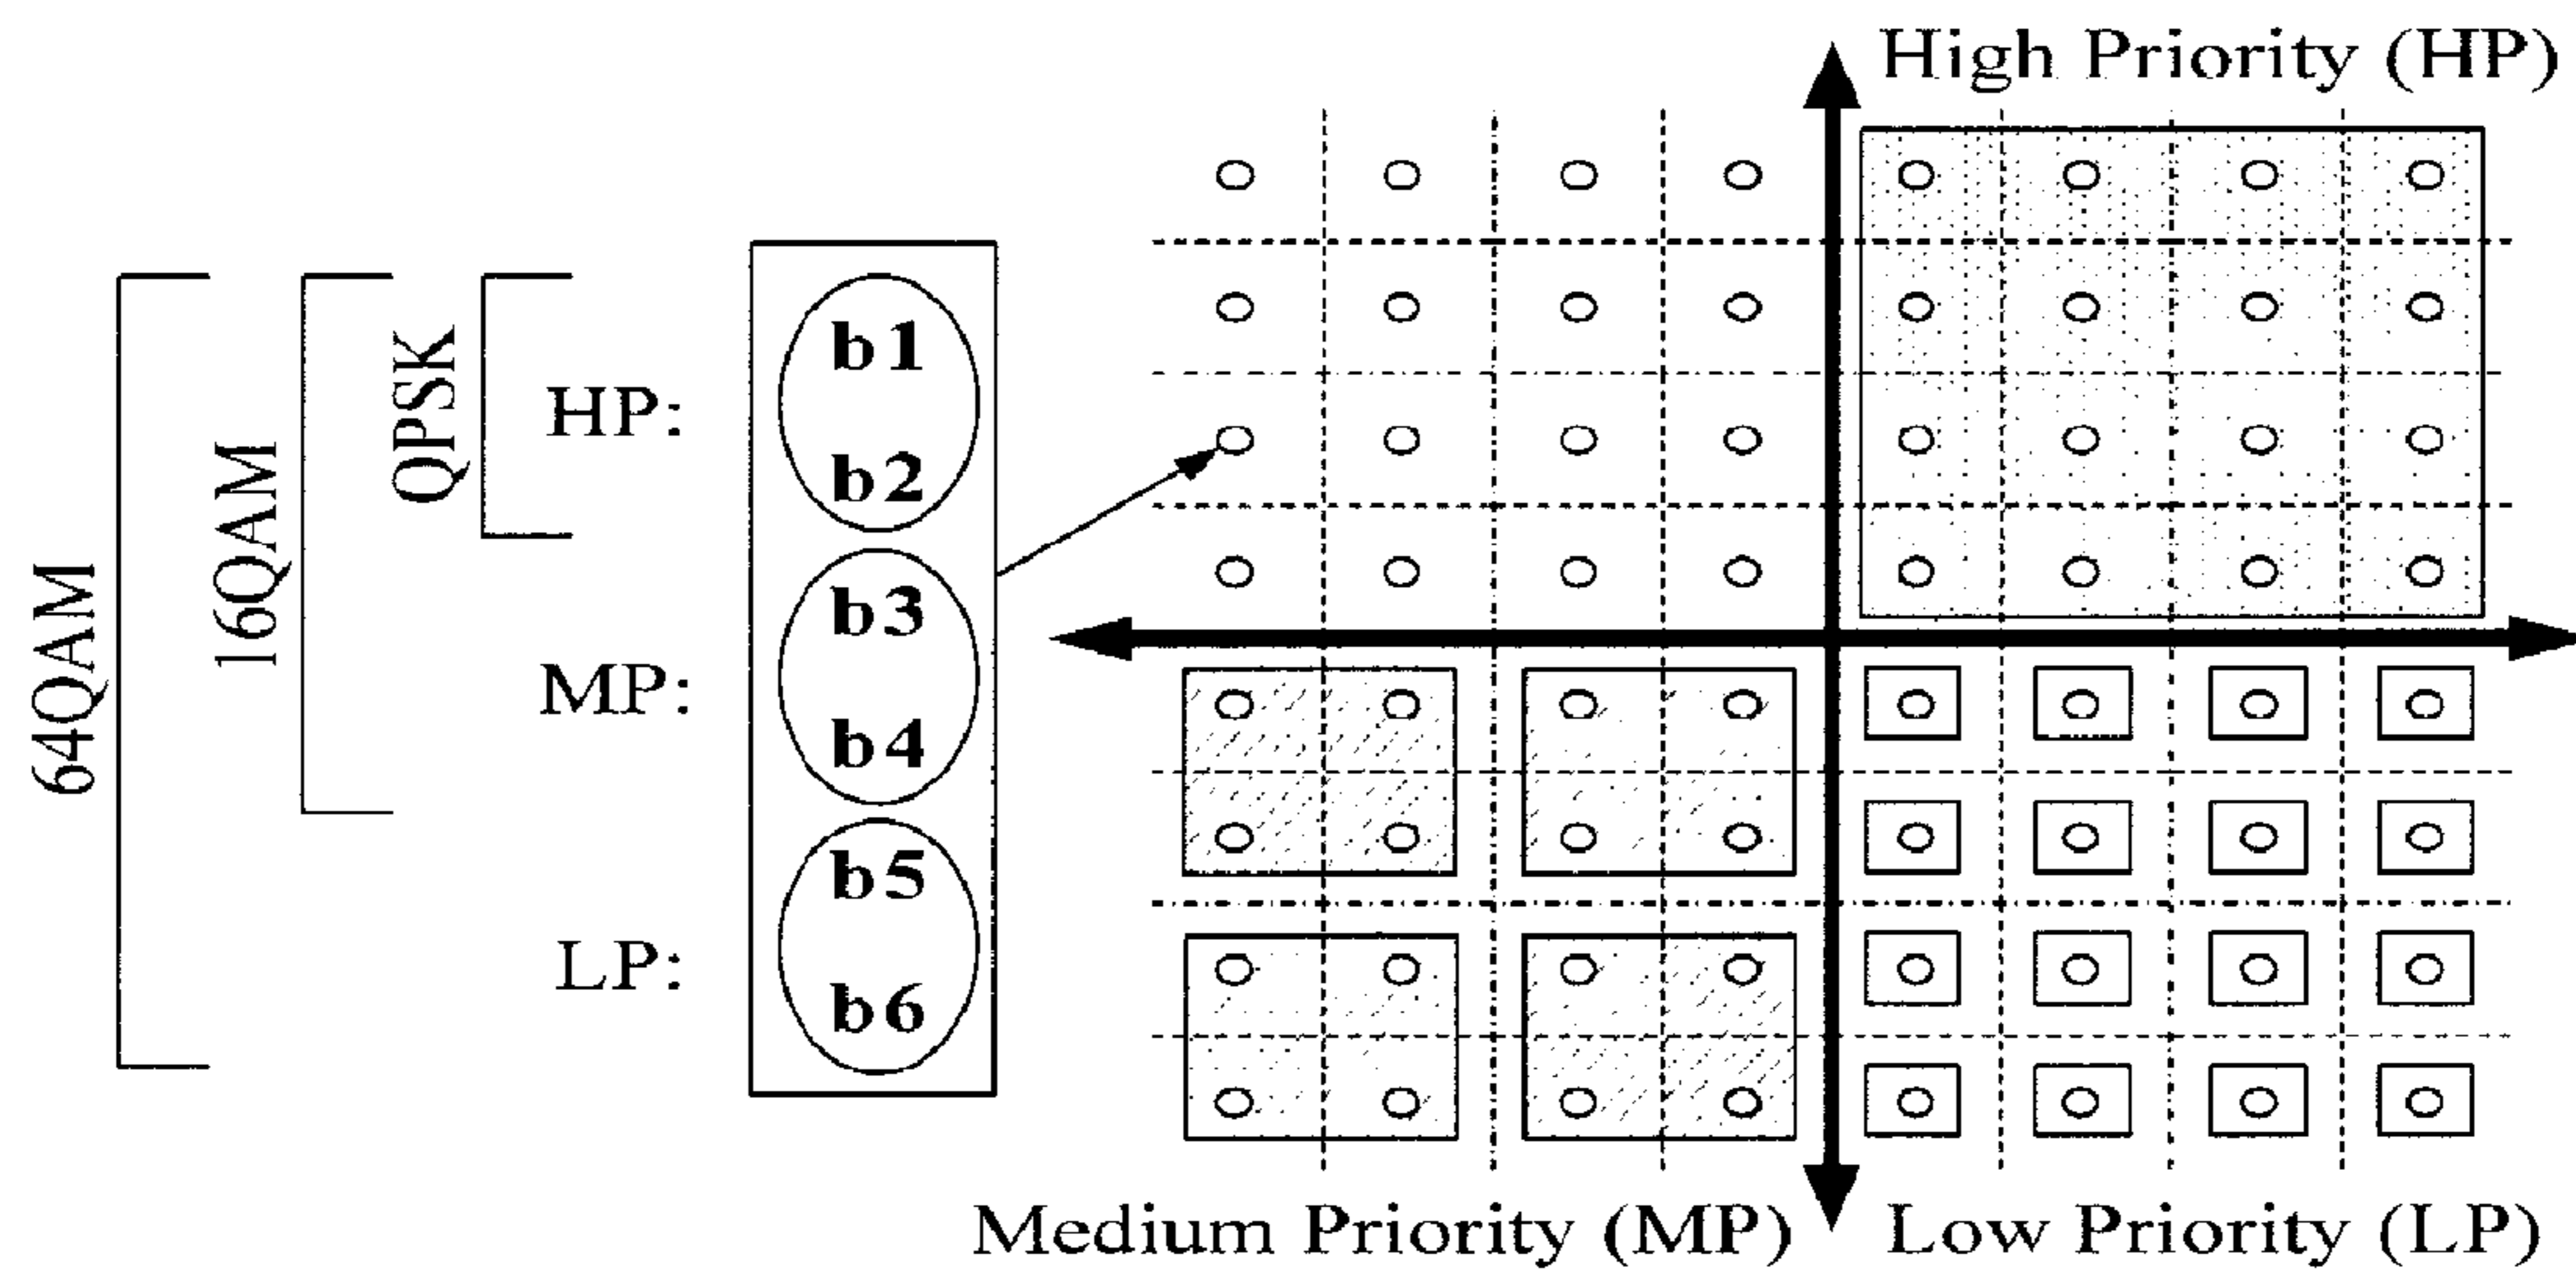 High Priority (HP)
64QAM
16QAM
QPSK
HP:
b1
b2
MP:
b3
b4
LP:
b5
b6
Medium Priority (MP)
Low Priority (LP)